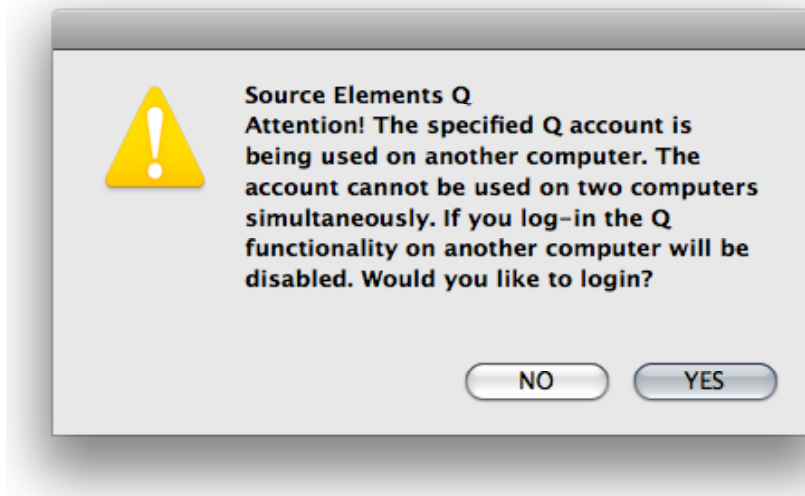 Source Elements Q
Attention! The specified Q account is
being used on another computer. The
account cannot be used on two computers
simultaneously. If you log-in the Q
functionality on another computer will be
disabled. Would you like to login?
NO YES